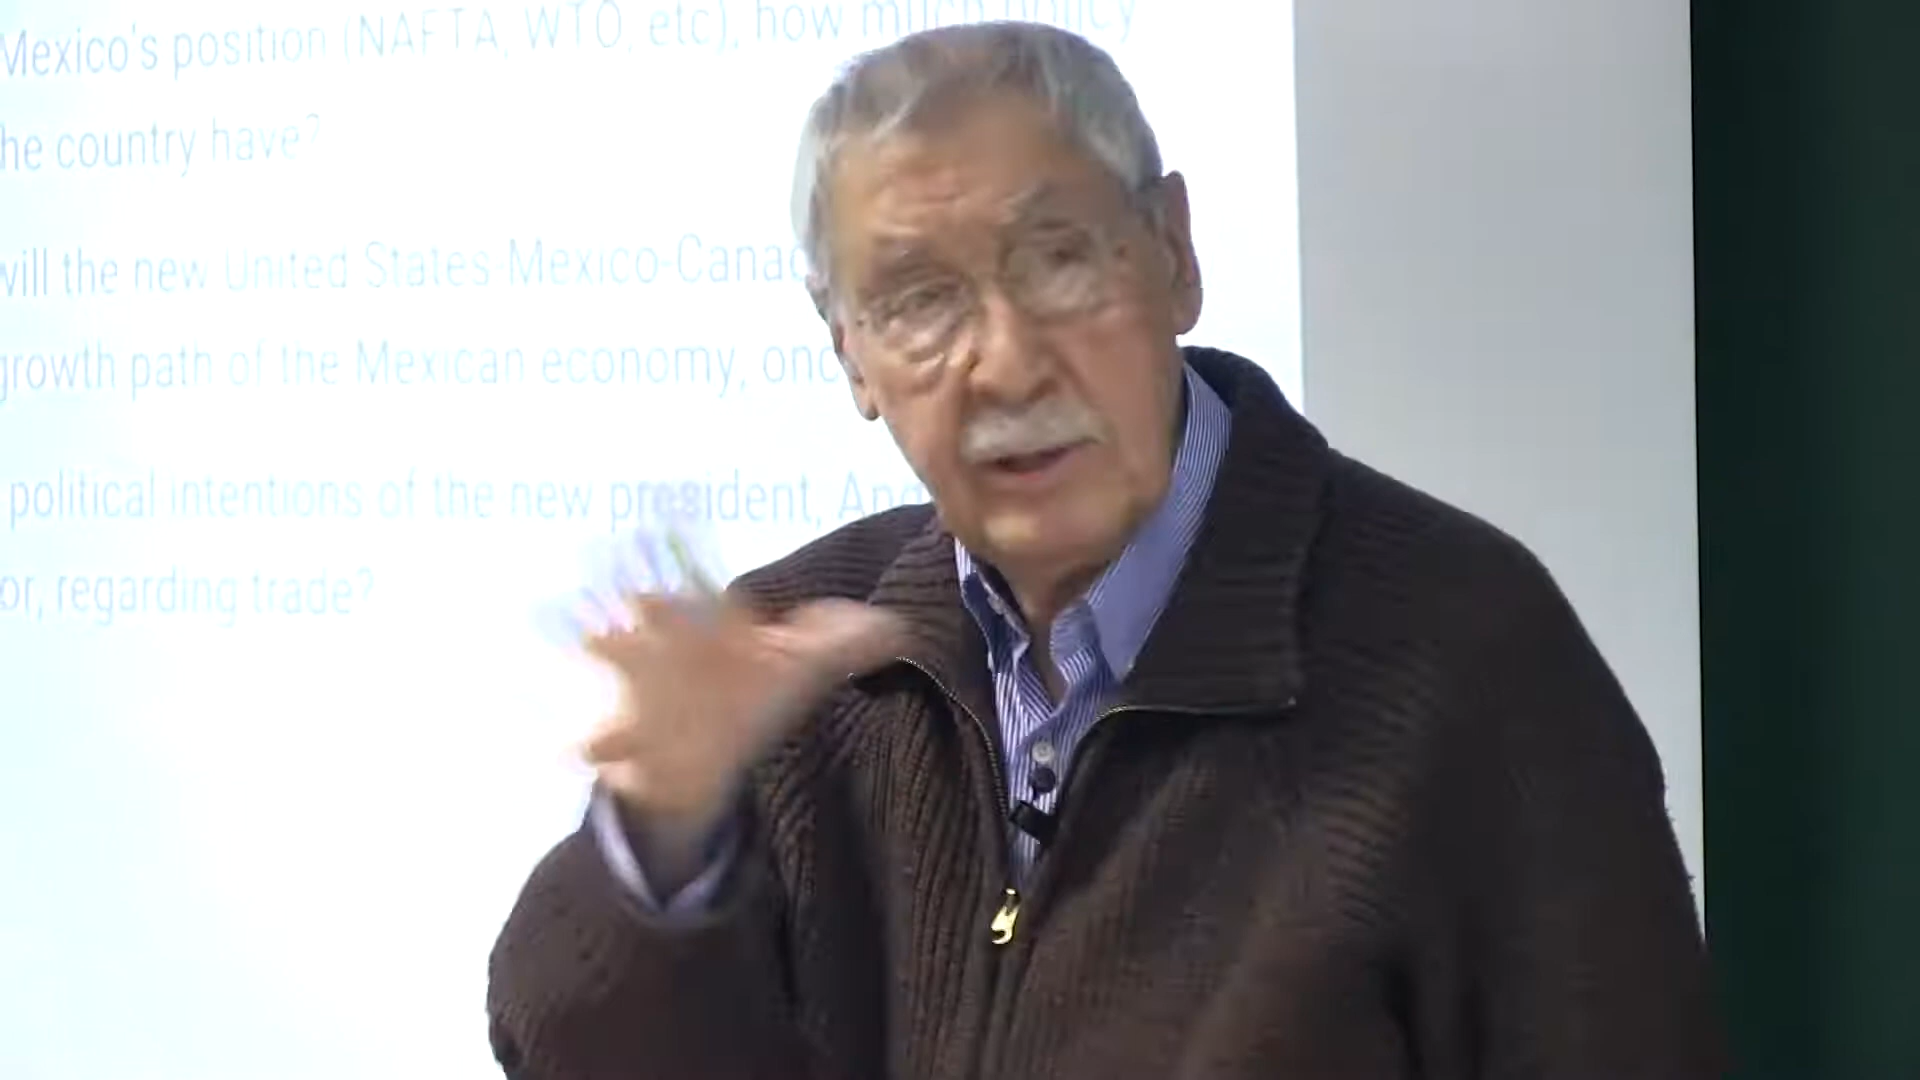 Mexico's position (NAFTA, WTO, etc), how much policy
he country have?
will the new United States-Mexico-Canad
growth path of the Mexican economy, onc
political intentions of the new president, And
or, regarding trade?